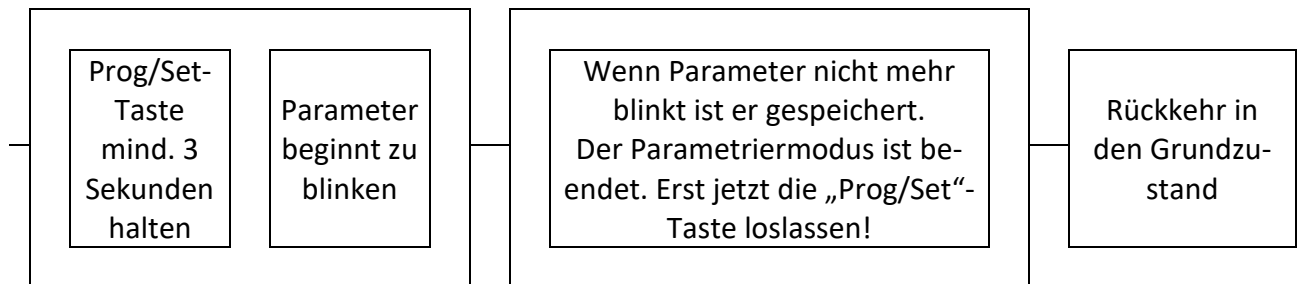 Prog/Set-
Taste
mind. 3
Sekunden
halten
Parameter
beginnt zu
blinken
Wenn Parameter nicht mehr
blinkt ist er gespeichert.
Der Parametriermodus ist be-
endet. Erst jetzt die „Prog/Set“-
Taste loslassen!
Rückkehr in
den Grundzu-
stand